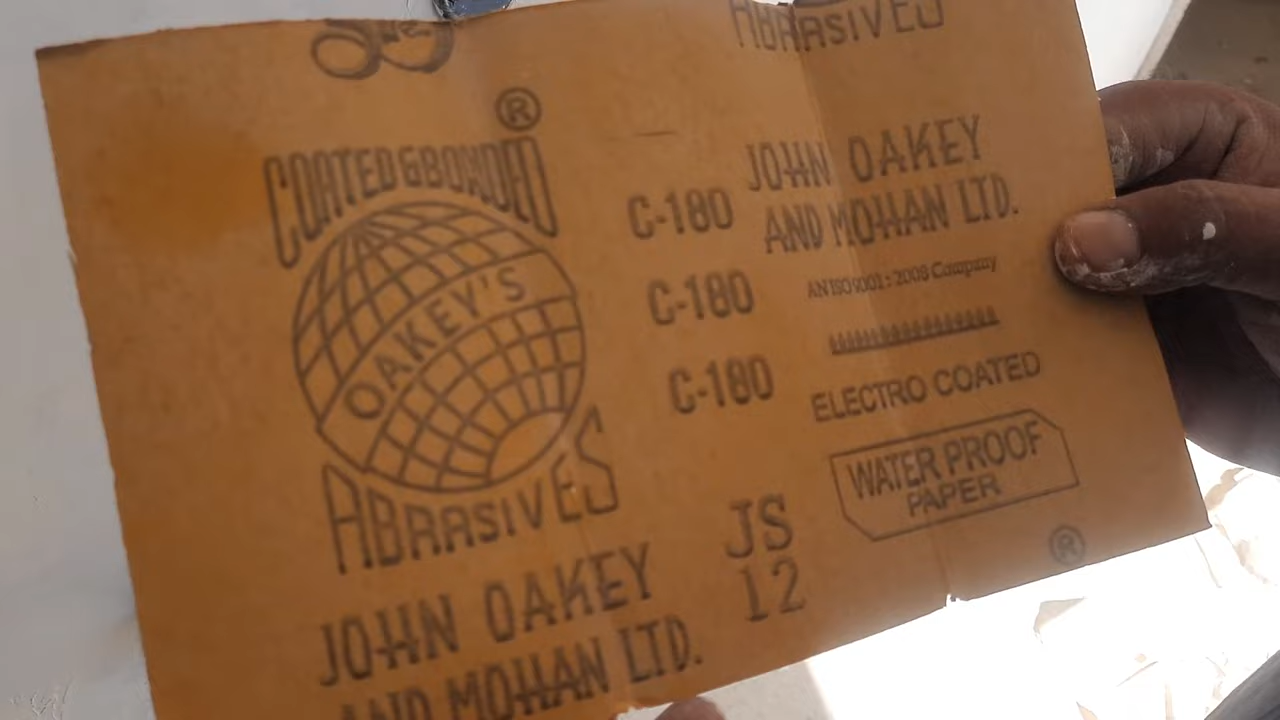 ABRASIVES
®
COATED & BONDED
OAKEY'S
ABRASIVES
JOHN OAKEY
AND MOHAN LTD.
C-180
C-180
C-180
JS
12
JOHN OAKEY
AND MOHAN LTD.
AN ISO 9001 : 2008 Company
ELECTRO COATED
WATER PROOF
PAPER
®